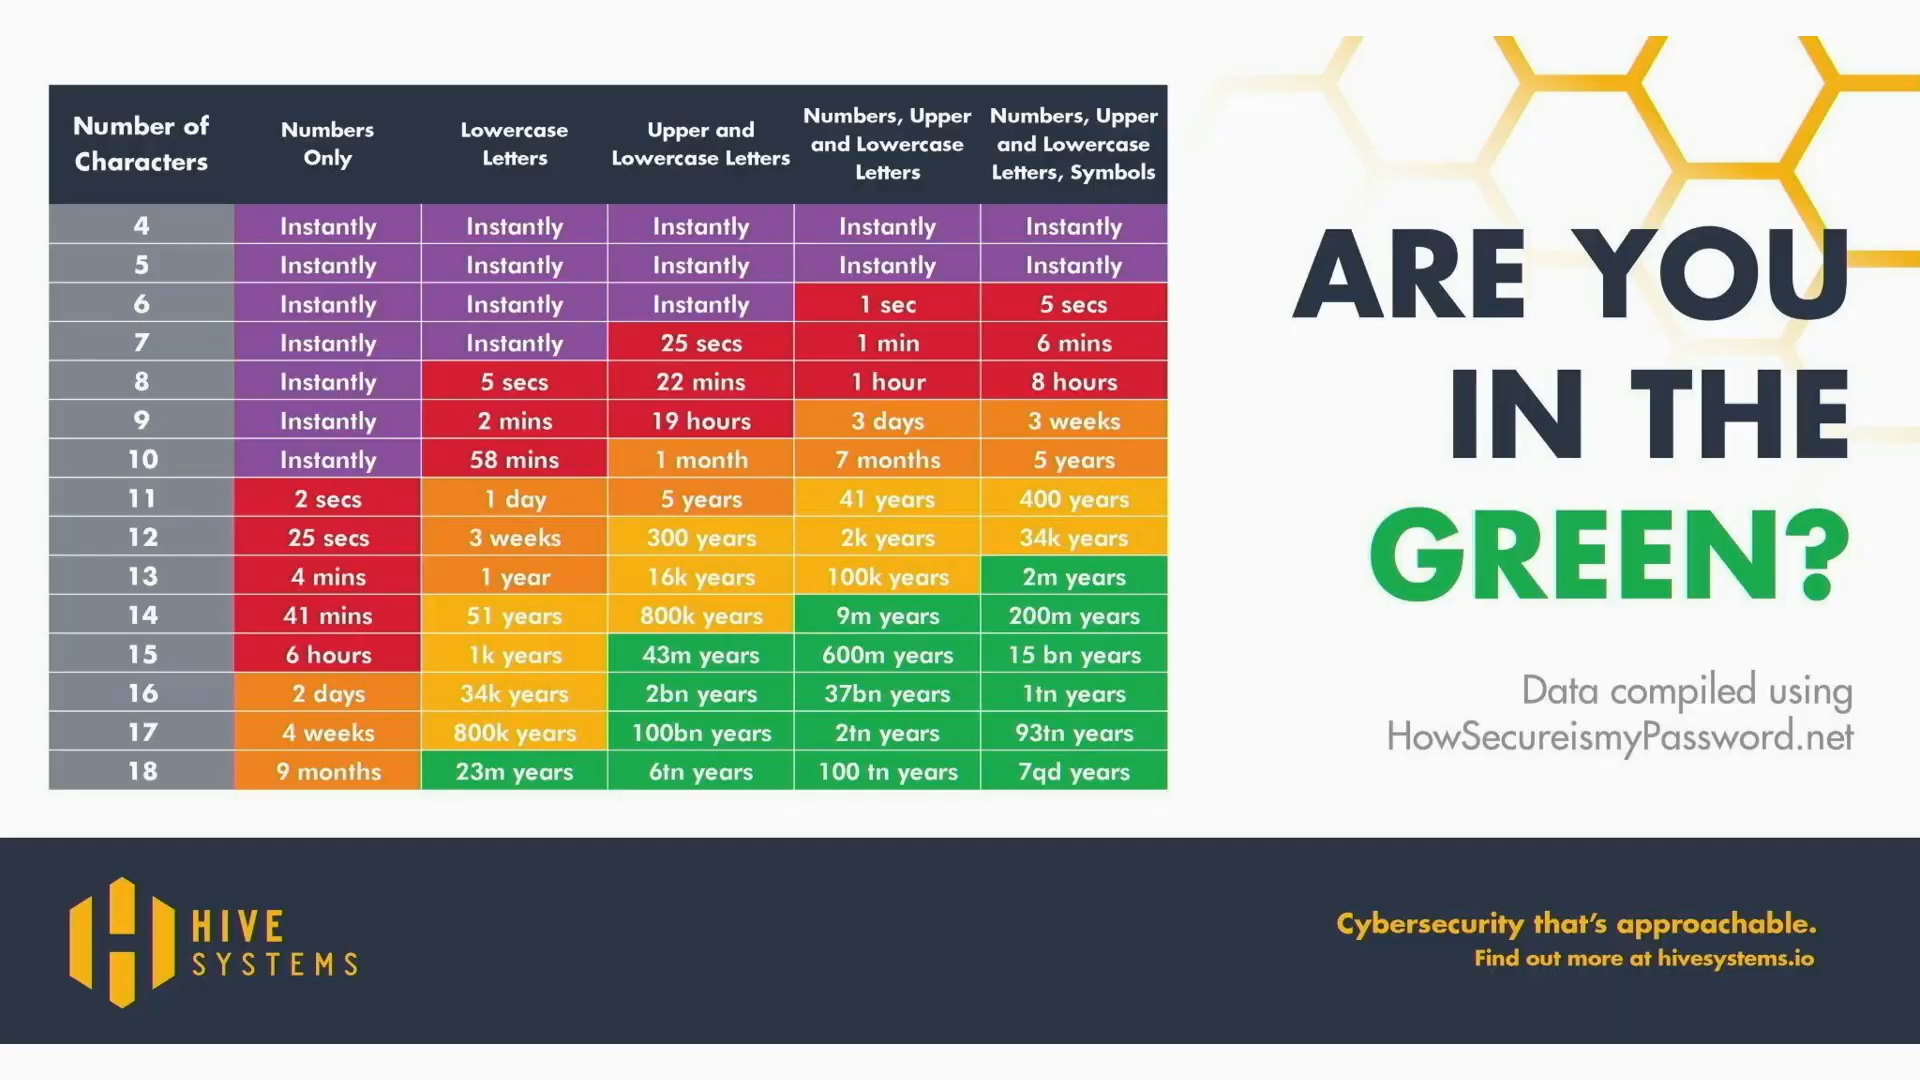 Number of Characters | Numbers Only | Lowercase Letters | Upper and Lowercase Letters | Numbers, Upper and Lowercase Letters | Numbers, Upper and Lowercase Letters, Symbols
4 | Instantly | Instantly | Instantly | Instantly | Instantly
5 | Instantly | Instantly | Instantly | Instantly | Instantly
6 | Instantly | Instantly | Instantly | 1 sec | 5 secs
7 | Instantly | Instantly | 25 secs | 1 min | 6 mins
8 | Instantly | 5 secs | 22 mins | 1 hour | 8 hours
9 | Instantly | 2 mins | 19 hours | 3 days | 3 weeks
10 | Instantly | 58 mins | 1 month | 7 months | 5 years
11 | 2 secs | 1 day | 5 years | 41 years | 400 years
12 | 25 secs | 3 weeks | 300 years | 2k years | 34k years
13 | 4 mins | 1 year | 16k years | 100k years | 2m years
14 | 41 mins | 51 years | 800k years | 9m years | 200m years
15 | 6 hours | 1k years | 43m years | 600m years | 15 bn years
16 | 2 days | 34k years | 2bn years | 37bn years | 1tn years
17 | 4 weeks | 800k years | 100bn years | 2tn years | 93tn years
18 | 9 months | 23m years | 6tn years | 100 tn years | 7qd years
ARE YOU
IN THE
GREEN?
Data compiled using
HowSecureismyPassword.net
HIVE
SYSTEMS
Cybersecurity that's approachable.
Find out more at hivesystems.io